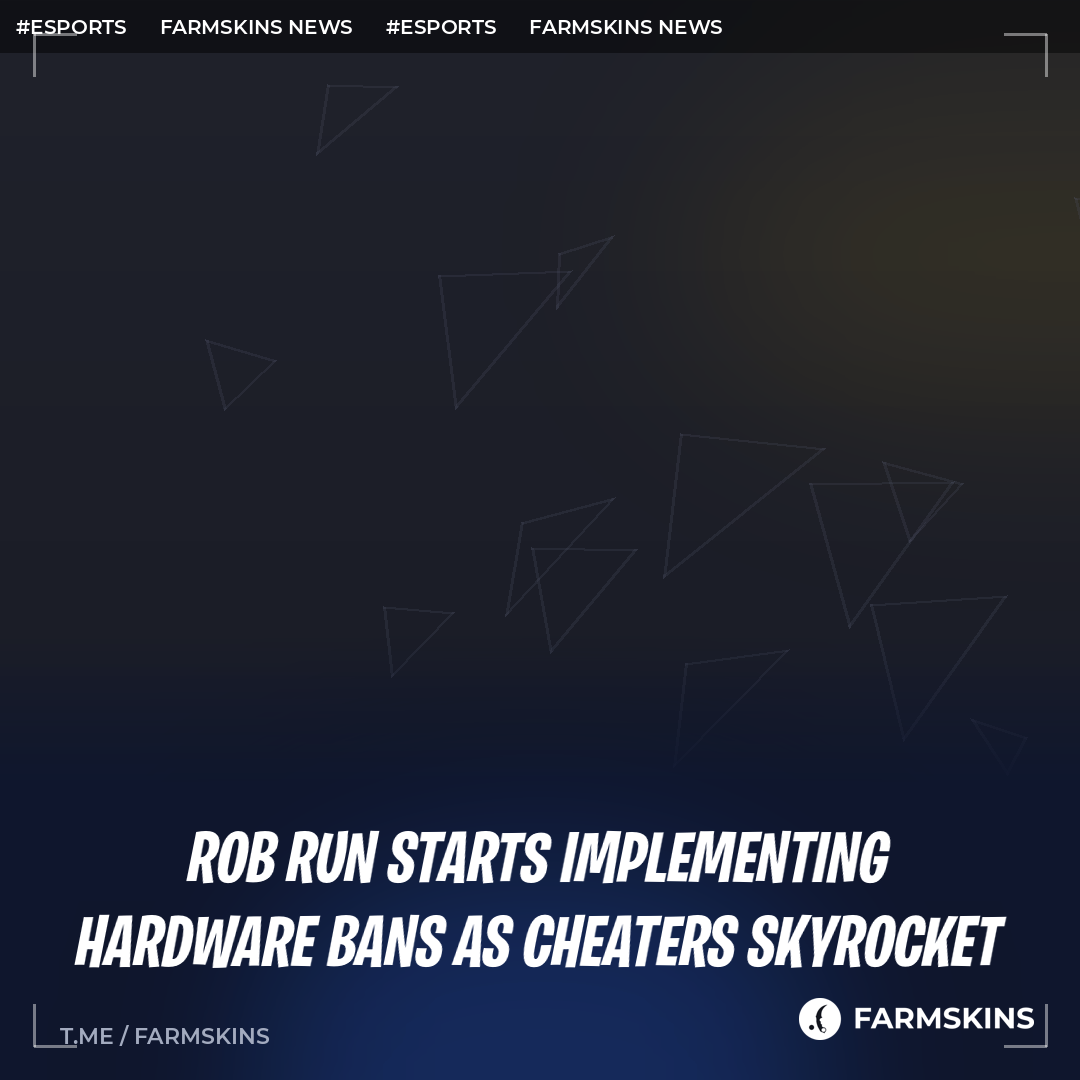 #ESPORTS FARMSKINS NEWS #ESPORTS FARMSKINS NEWS
ROB RUN STARTS IMPLEMENTING
HARDWARE BANS AS CHEATERS SKYROCKET
T.ME / FARMSKINS
FARMSKINS